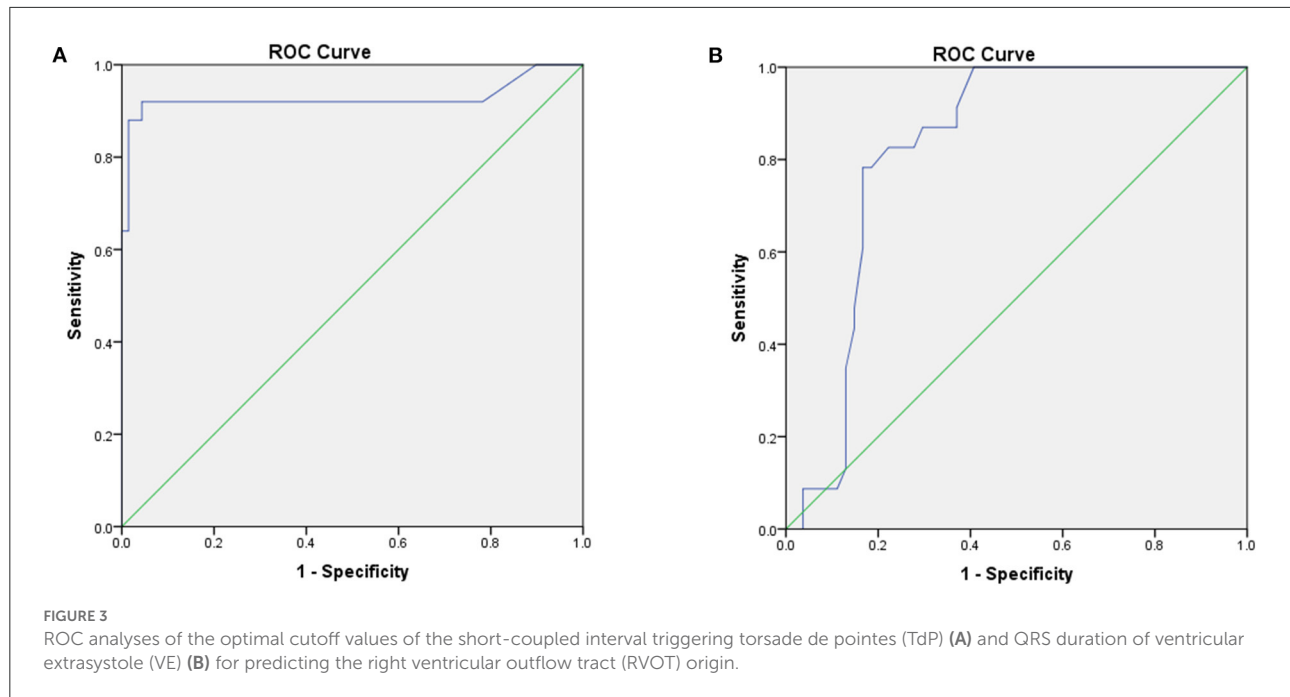 A
ROC Curve
1.0
0.8
0.6
0.4
0.2
0.0
Sensitivity
0.0 0.2 0.4 0.6 0.8 1.0
1 - Specificity
B
ROC Curve
1.0
0.8
0.6
0.4
0.2
0.0
Sensitivity
0.0 0.2 0.4 0.6 0.8 1.0
1 - Specificity
FIGURE 3
ROC analyses of the optimal cutoff values of the short-coupled interval triggering torsade de pointes (TdP) (A) and QRS duration of ventricular
extrasystole (VE) (B) for predicting the right ventricular outflow tract (RVOT) origin.